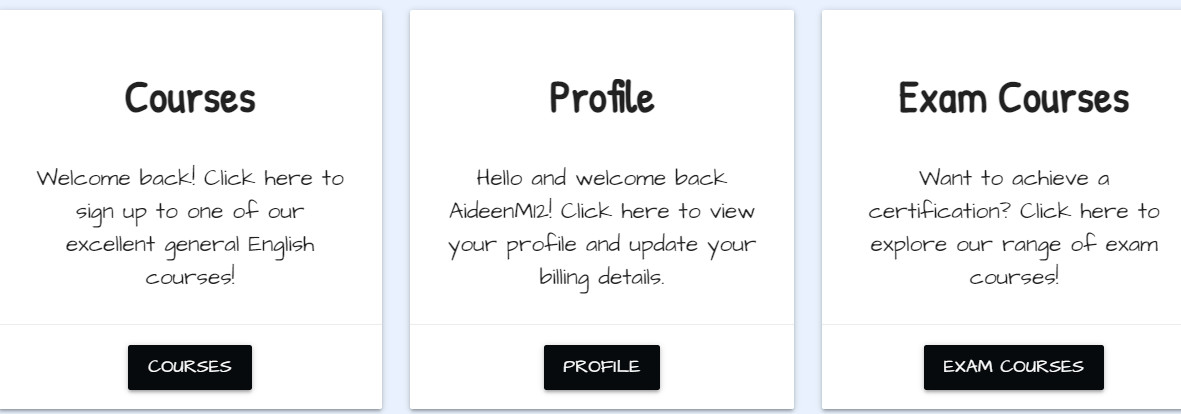 Courses
Welcome back! Click here to
sign up to one of our
excellent general English
courses!
COURSES
Profile
Hello and welcome back
AideenM12! Click here to view
your profile and update your
billing details.
PROFILE
Exam Courses
Want to achieve a
certification? Click here to
explore our range of exam
courses!
EXAM COURSES